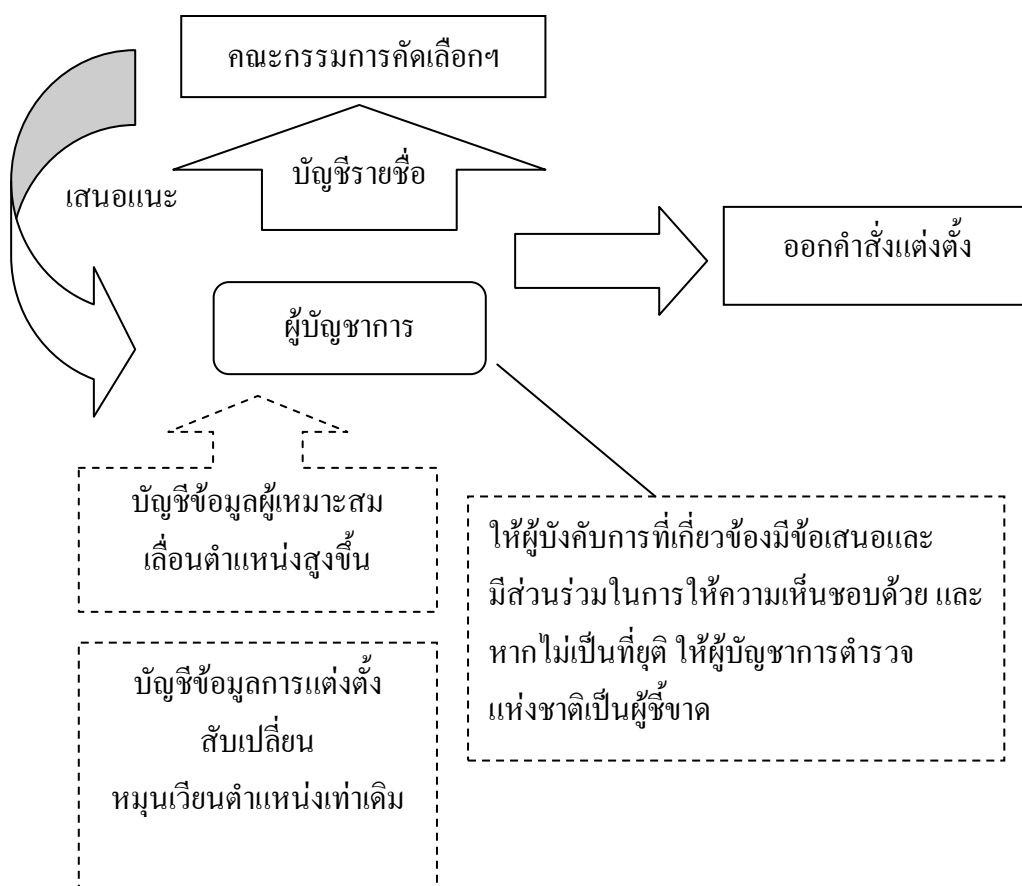 คณะกรรมการคัดเลือกฯ
บัญชีรายชื่อ
เสนอแนะ
ออกคำสั่งแต่งตั้ง
ผู้บัญชาการ
บัญชีข้อมูลผู้เหมาะสม
เลื่อนตำแหน่งสูงขึ้น
ให้ผู้บังคับการที่เกี่ยวข้องมีข้อเสนอและ
มีส่วนร่วมในการให้ความเห็นชอบด้วย และ
หากไม่เป็นที่ยุติ ให้ผู้บัญชาการตำรวจ
แห่งชาติเป็นผู้ชี้ขาด
บัญชีข้อมูลการแต่งตั้ง
สับเปลี่ยน
หมุนเวียนตำแหน่งเท่าเดิม